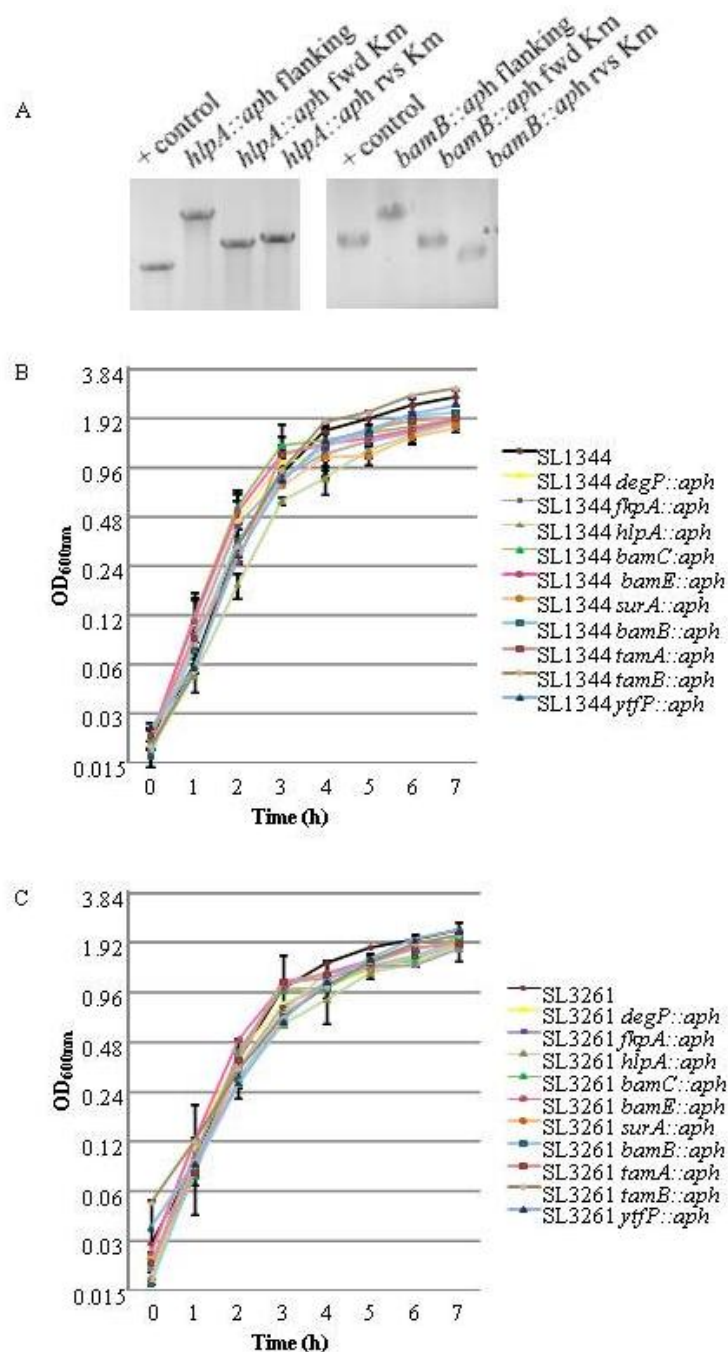 A
+ control
hlpA::aph flanking
hlpA::aph fwd Km
hlpA::aph rvs Km
+ control
bamB::aph flanking
bamB::aph fwd Km
bamB::aph rvs Km
B
3.84
1.92
0.96
0.48
0.24
0.12
0.06
0.03
0.015
OD600nm
0 1 2 3 4 5 6 7
Time (h)
SL1344
SL1344 degP::aph
SL1344 fkpA::aph
SL1344 hlpA::aph
SL1344 bamC:aph
SL1344 bamE::aph
SL1344 surA::aph
SL1344 bamB::aph
SL1344 tamA::aph
SL1344 tamB::aph
SL1344 ytfP::aph
C
3.84
1.92
0.96
0.48
0.24
0.12
0.06
0.03
0.015
OD600nm
0 1 2 3 4 5 6 7
Time (h)
SL3261
SL3261 degP::aph
SL3261 fkpA::aph
SL3261 hlpA::aph
SL3261 bamC::aph
SL3261 bamE::aph
SL3261 surA::aph
SL3261 bamB::aph
SL3261 tamA::aph
SL3261 tamB::aph
SL3261 ytfP::aph